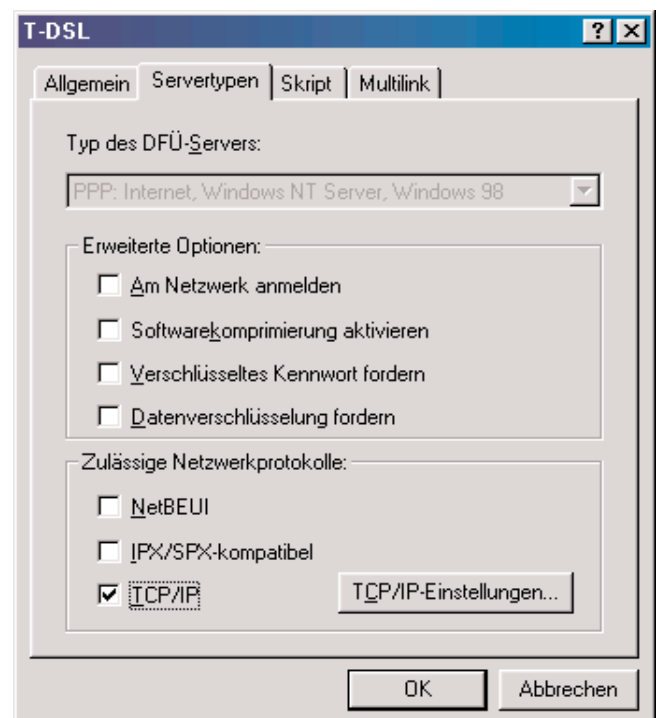 T-DSL
Allgemein Servertypen Skript Multilink
Typ des DFÜ-Servers:
PPP: Internet, Windows NT Server, Windows 98
Erweiterte Optionen:
Am Netzwerk anmelden
Softwarekomprimierung aktivieren
Verschlüsseltes Kennwort fordern
Datenverschlüsselung fordern
Zulässige Netzwerkprotokolle:
NetBEUI
IPX/SPX-kompatibel
TCP/IP TCP/IP-Einstellungen...
OK Abbrechen